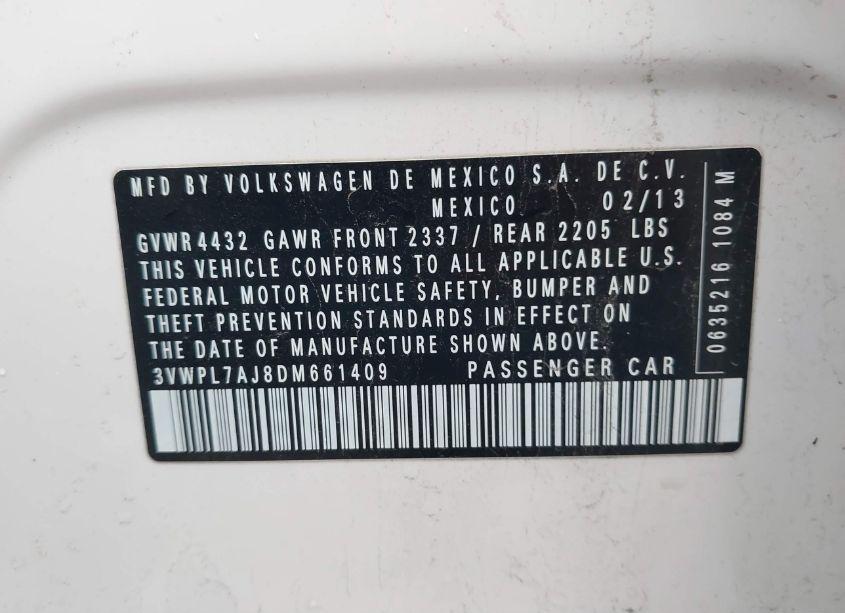 MFD BY VOLKSWAGEN DE MEXICO S.A. DE C.V.
MEXICO 02/13
GVWR 4432 GAWR FRONT 2337 / REAR 2205 LBS
THIS VEHICLE CONFORMS TO ALL APPLICABLE U.S.
FEDERAL MOTOR VEHICLE SAFETY, BUMPER AND
THEFT PREVENTION STANDARDS IN EFFECT ON
THE DATE OF MANUFACTURE SHOWN ABOVE.
3VWPL7AJ8DM661409 PASSENGER CAR
0635216 1084 M